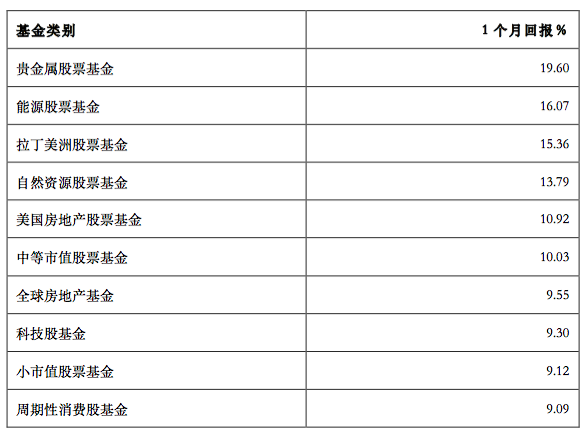 基金类别 1 个月回报 %
贵金属股票基金 19.60
能源股票基金 16.07
拉丁美洲股票基金 15.36
自然资源股票基金 13.79
美国房地产股票基金 10.92
中等市值股票基金 10.03
全球房地产基金 9.55
科技股基金 9.30
小市值股票基金 9.12
周期性消费股基金 9.09